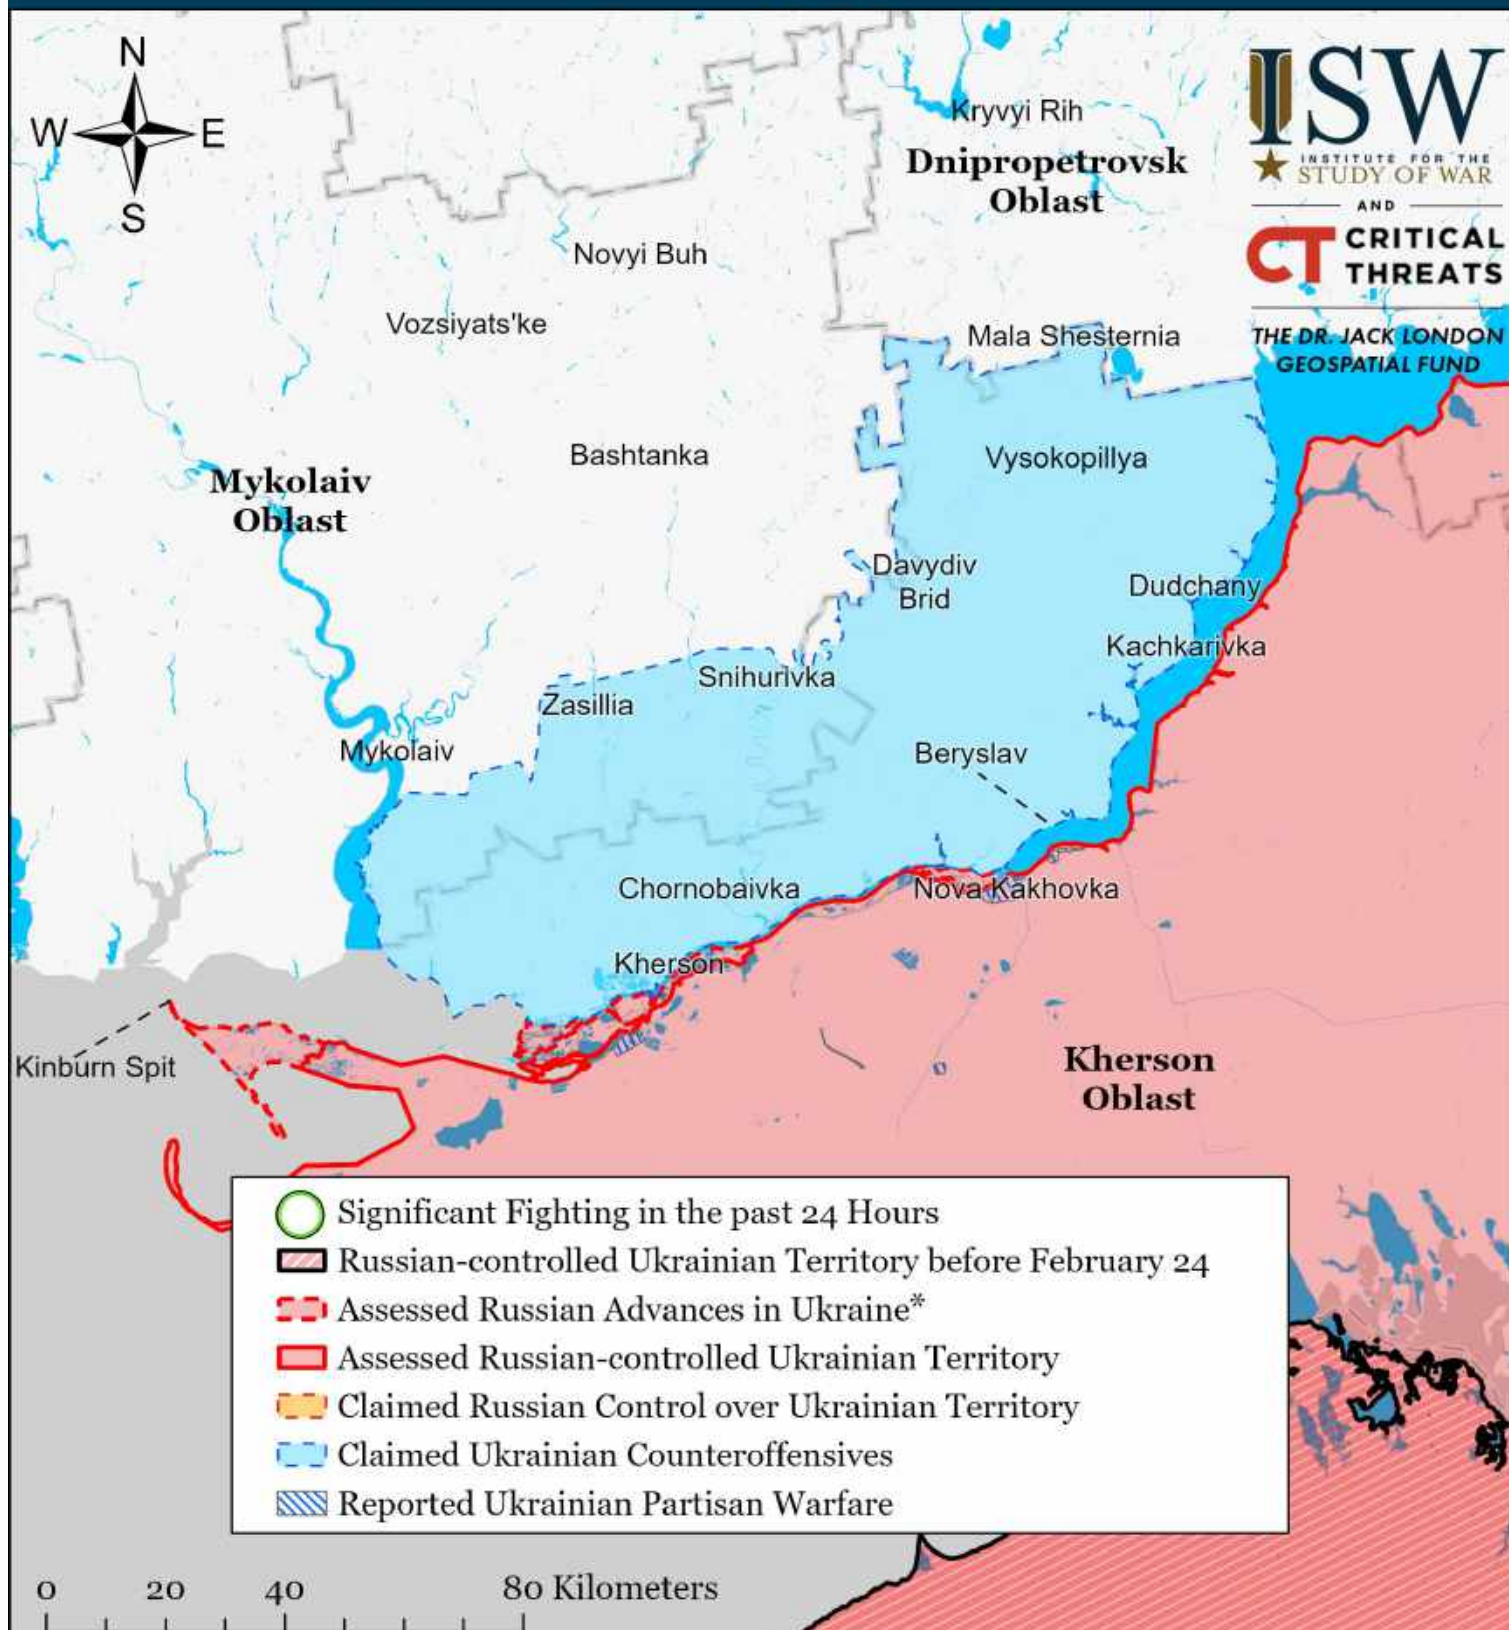 N
W
E
S
ISW
INSTITUTE FOR THE
STUDY OF WAR
AND
CT CRITICAL
THREATS
THE DR. JACK LONDON
GEOSPATIAL FUND
Kryvyi Rih
Dnipropetrovsk
Oblast
Novyi Buh
Vozsiyats'ke
Mala Shesternia
Bashtanka
Vysokopillya
Mykolaiv
Oblast
Davydiv
Brid
Dudchany
Kachkarivka
Snihurivka
Zasillia
Mykolaiv
Beryslav
Chornobaivka
Nova Kakhovka
Kherson
Kinburn Spit
Kherson
Oblast
Significant Fighting in the past 24 Hours
Russian-controlled Ukrainian Territory before February 24
Assessed Russian Advances in Ukraine*
Assessed Russian-controlled Ukrainian Territory
Claimed Russian Control over Ukrainian Territory
Claimed Ukrainian Counteroffensives
Reported Ukrainian Partisan Warfare
0 20 40 80 Kilometers